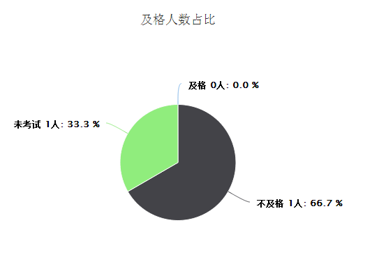 及格人数占比
及格 0人: 0.0 %
未考试 1人: 33.3 %
不及格 1人: 66.7 %